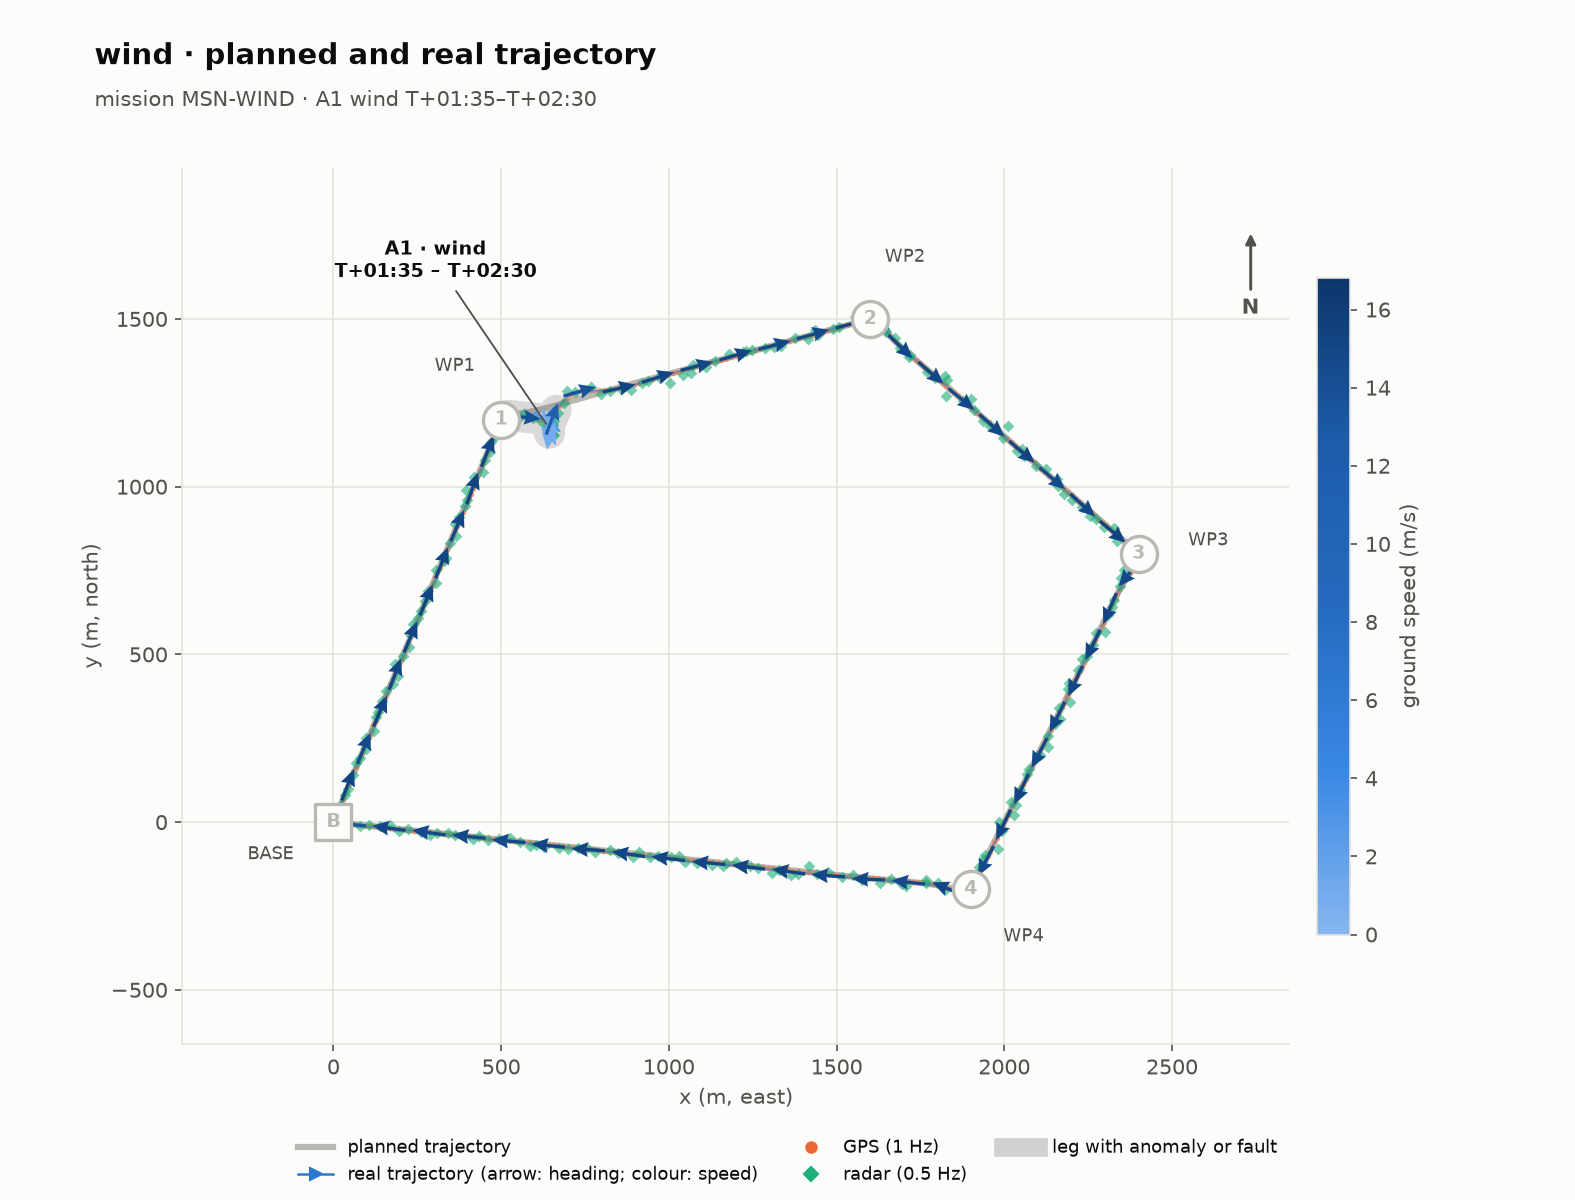 wind · planned and real trajectory
mission MSN-WIND · A1 wind T+01:35–T+02:30
A1 · wind
T+01:35 – T+02:30
WP1
WP2
WP3
WP4
BASE
1
2
3
4
B
N
1500
1000
500
0
−500
y (m, north)
0
500
1000
1500
2000
2500
x (m, east)
16
14
12
10
8
6
4
2
0
ground speed (m/s)
planned trajectory
real trajectory (arrow: heading; colour: speed)
GPS (1 Hz)
radar (0.5 Hz)
leg with anomaly or fault